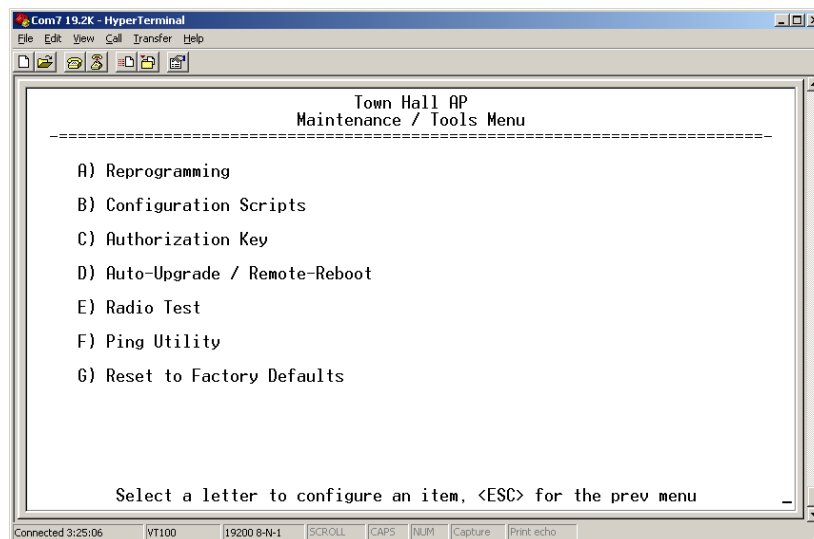 Com7 19.2K - HyperTerminal
File Edit View Call Transfer Help
Town Hall AP
Maintenance / Tools Menu
-==========================================================================-
A) Reprogramming
B) Configuration Scripts
C) Authorization Key
D) Auto-Upgrade / Remote-Reboot
E) Radio Test
F) Ping Utility
G) Reset to Factory Defaults
Select a letter to configure an item, <ESC> for the prev menu
Connected 3:25:06 VT100 19200 8-N-1 SCROLL CAPS NUM Capture Print echo